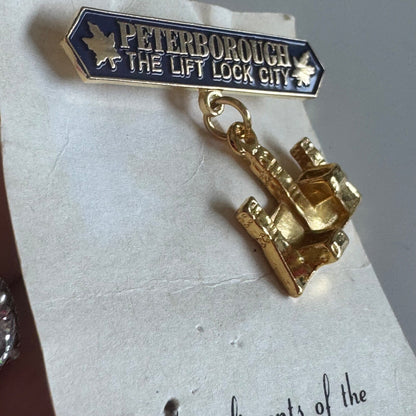 PETERBOROUGH
THE LIFT LOCK CITY
of the